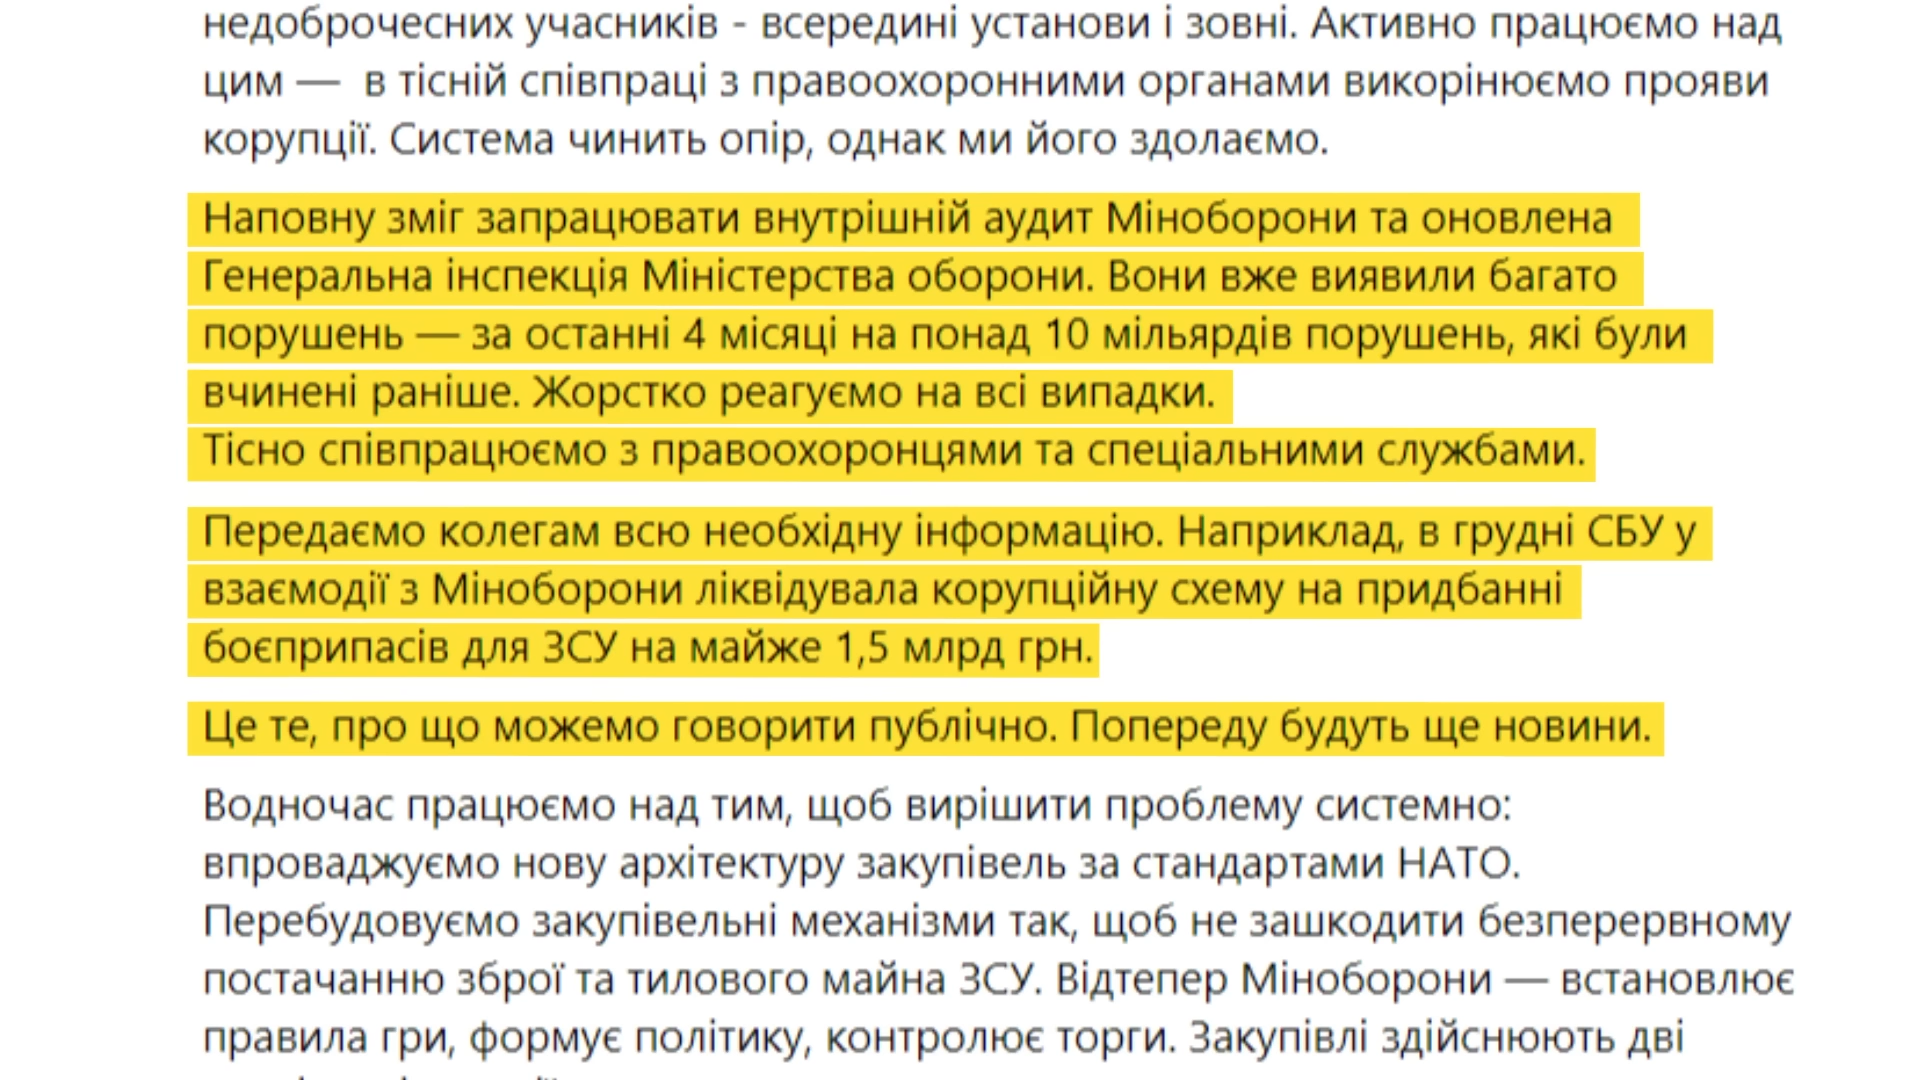 недоброчесних учасників - всередині установи і зовні. Активно працюємо над
цим — в тісній співпраці з правоохоронними органами викорінюємо прояви
корупції. Система чинить опір, однак ми його здолаємо.
Наповну зміг запрацювати внутрішній аудит Міноборони та оновлена
Генеральна інспекція Міністерства оборони. Вони вже виявили багато
порушень — за останні 4 місяці на понад 10 мільярдів порушень, які були
вчинені раніше. Жорстко реагуємо на всі випадки.
Тісно співпрацюємо з правоохоронцями та спеціальними службами.
Передаємо колегам всю необхідну інформацію. Наприклад, в грудні СБУ у
взаємодії з Міноборони ліквідувала корупційну схему на придбанні
боєприпасів для ЗСУ на майже 1,5 млрд грн.
Це те, про що можемо говорити публічно. Попереду будуть ще новини.
Водночас працюємо над тим, щоб вирішити проблему системно:
впроваджуємо нову архітектуру закупівель за стандартами НАТО.
Перебудовуємо закупівельні механізми так, щоб не зашкодити безперервному
постачанню зброї та тилового майна ЗСУ. Відтепер Міноборони — встановлює
правила гри, формує політику, контролює торги. Закупівлі здійснюють дві